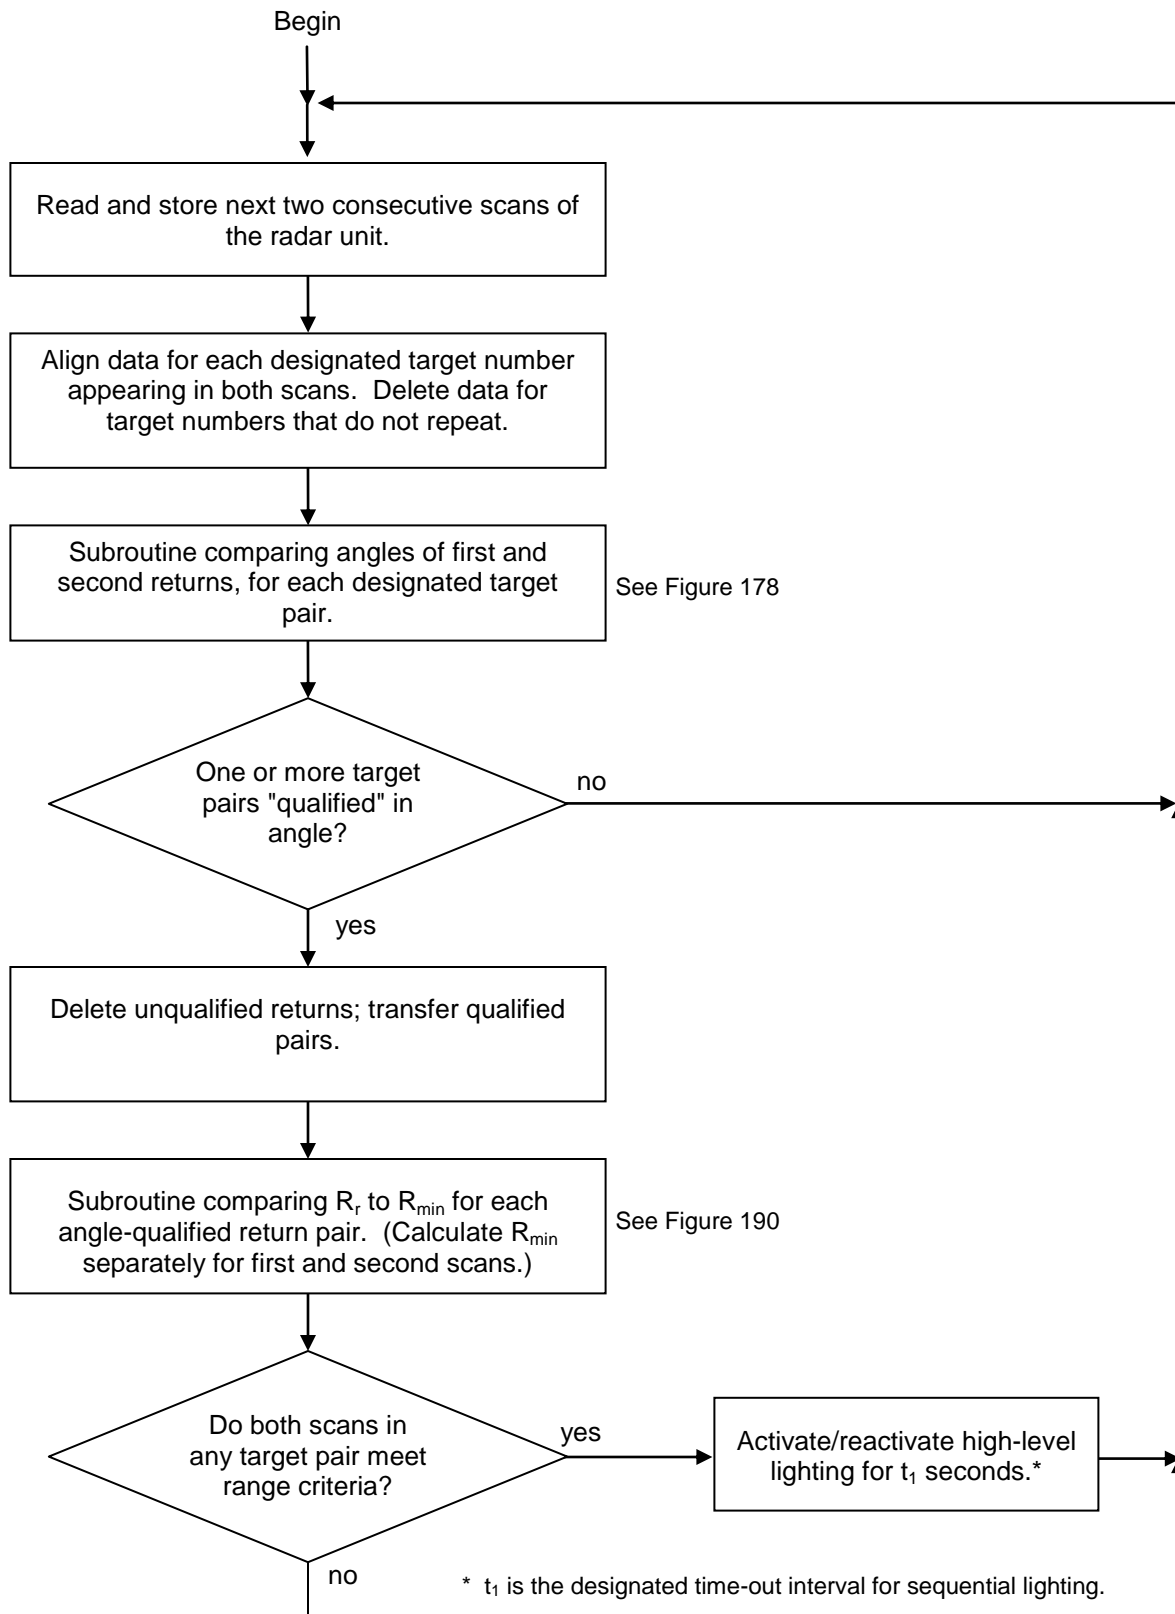 Begin
Read and store next two consecutive scans of
the radar unit.
Align data for each designated target number
appearing in both scans.  Delete data for
target numbers that do not repeat.
Subroutine comparing angles of first and
second returns, for each designated target
pair.
See Figure 178
One or more target
pairs "qualified" in
angle?
no
yes
Delete unqualified returns; transfer qualified
pairs.
Subroutine comparing Rr to Rmin for each
angle-qualified return pair.  (Calculate Rmin
separately for first and second scans.)
See Figure 190
Do both scans in
any target pair meet
range criteria?
yes
Activate/reactivate high-level
lighting for t1 seconds.*
no
* t1 is the designated time-out interval for sequential lighting.